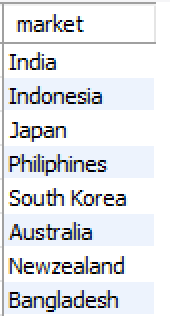 market
India
Indonesia
Japan
Philiphines
South Korea
Australia
Newzealand
Bangladesh